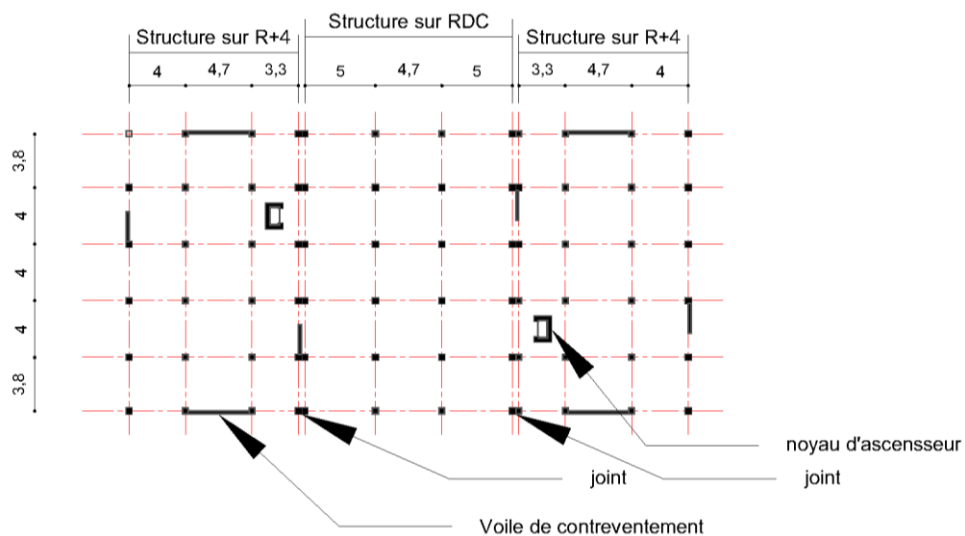 Structure sur RDC
Structure sur R+4
Structure sur R+4
4 4,7 3,3 5 4,7 5 3,3 4,7 4
3,8
4
4
4
3,8
noyau d'ascensseur
joint
joint
Voile de contreventement